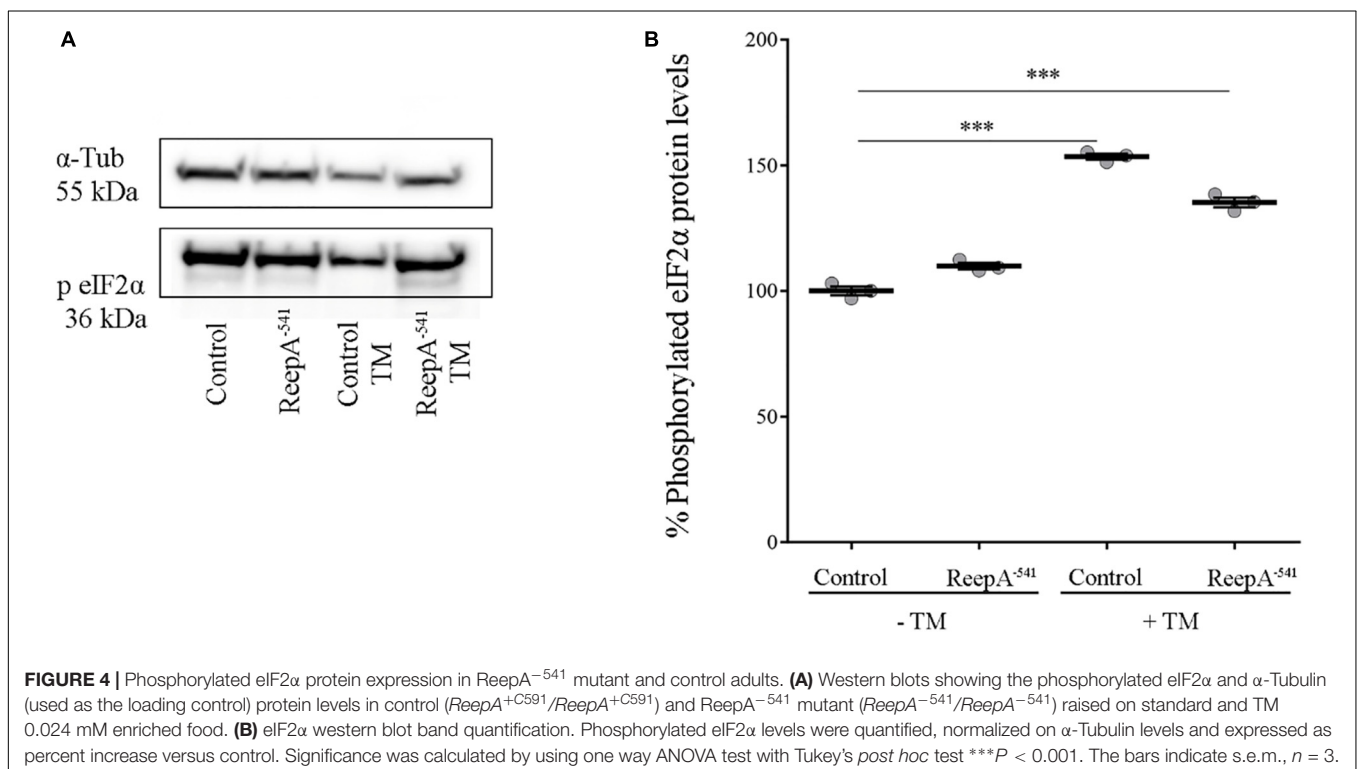 A
α-Tub
55 kDa
p eIF2α
36 kDa
Control
ReepA-541
Control
TM
ReepA-541
TM
B
% Phosphorylated eIF2α protein levels
200
150
100
50
0
***
***
Control ReepA-541 Control ReepA-541
- TM + TM
FIGURE 4 | Phosphorylated eIF2α protein expression in ReepA−541 mutant and control adults. (A) Western blots showing the phosphorylated eIF2α and α-Tubulin
(used as the loading control) protein levels in control (ReepA+C591/ReepA+C591) and ReepA−541 mutant (ReepA−541/ReepA−541) raised on standard and TM
0.024 mM enriched food. (B) eIF2α western blot band quantification. Phosphorylated eIF2α levels were quantified, normalized on α-Tubulin levels and expressed as
percent increase versus control. Significance was calculated by using one way ANOVA test with Tukey's post hoc test ***P < 0.001. The bars indicate s.e.m., n = 3.